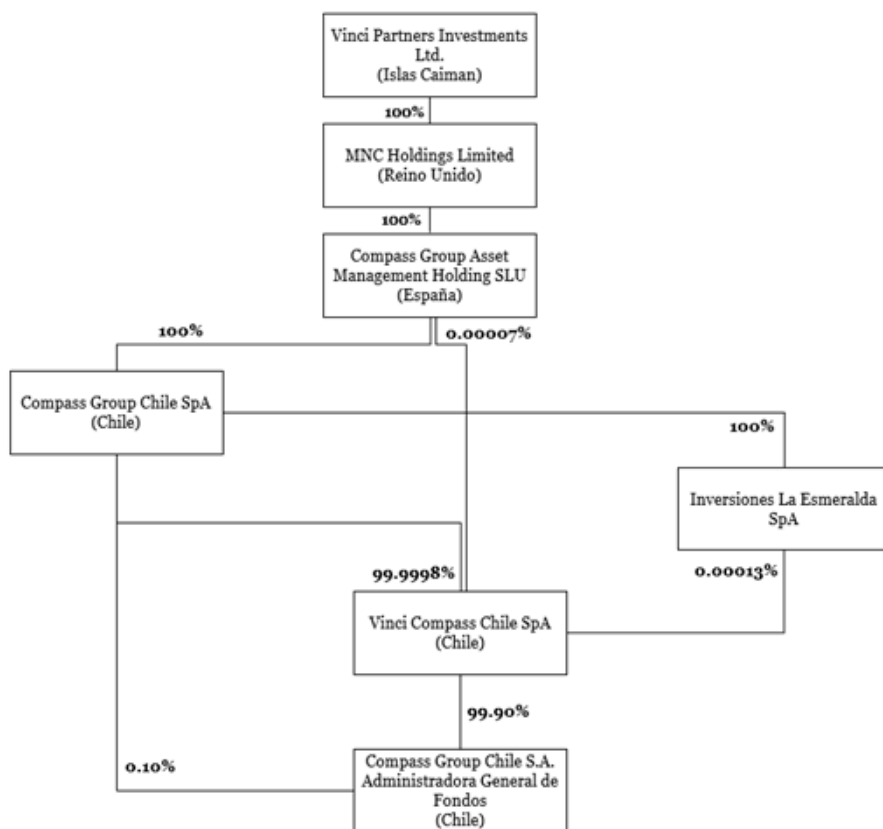 Vinci Partners Investments
Ltd.
(Islas Caiman)
100%
MNC Holdings Limited
(Reino Unido)
100%
Compass Group Asset
Management Holding SLU
(España)
100%
0.00007%
Compass Group Chile SpA
(Chile)
100%
Inversiones La Esmeralda
SpA
99.9998%
0.00013%
Vinci Compass Chile SpA
(Chile)
99.90%
0.10%
Compass Group Chile S.A.
Administradora General de
Fondos
(Chile)